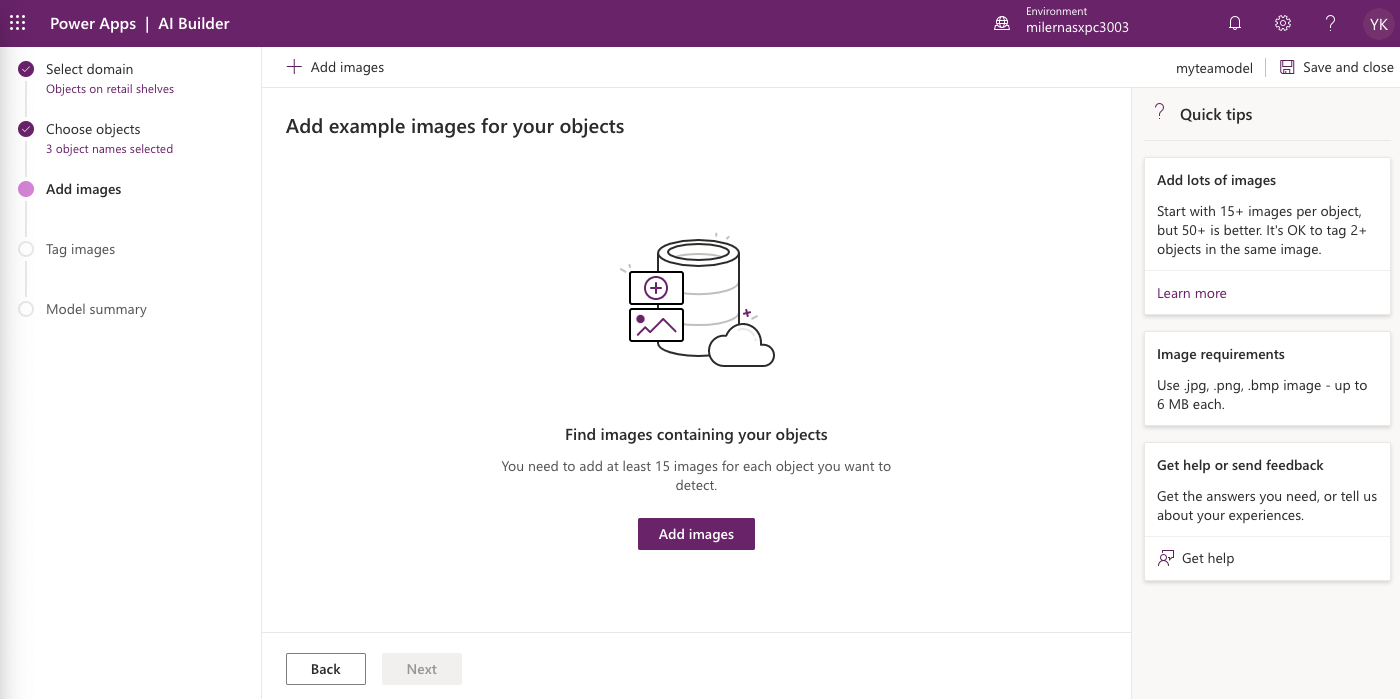 Power Apps | AI Builder
Environment
milernasxpc3003
?
YK
Select domain
Objects on retail shelves
Choose objects
3 object names selected
Add images
Tag images
Model summary
+ Add images
myteamodel
Save and close
Add example images for your objects
Find images containing your objects
You need to add at least 15 images for each object you want to
detect.
Add images
Back
Next
? Quick tips
Add lots of images
Start with 15+ images per object,
but 50+ is better. It's OK to tag 2+
objects in the same image.
Learn more
Image requirements
Use .jpg, .png, .bmp image - up to
6 MB each.
Get help or send feedback
Get the answers you need, or tell us
about your experiences.
Get help